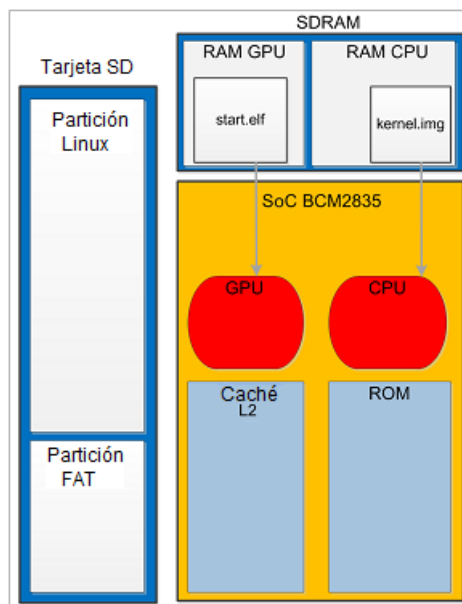 SDRAM
RAM GPU
RAM CPU
start.elf
kernel.img
Tarjeta SD
Partición
Linux
Partición
FAT
SoC BCM2835
GPU
CPU
Caché
L2
ROM